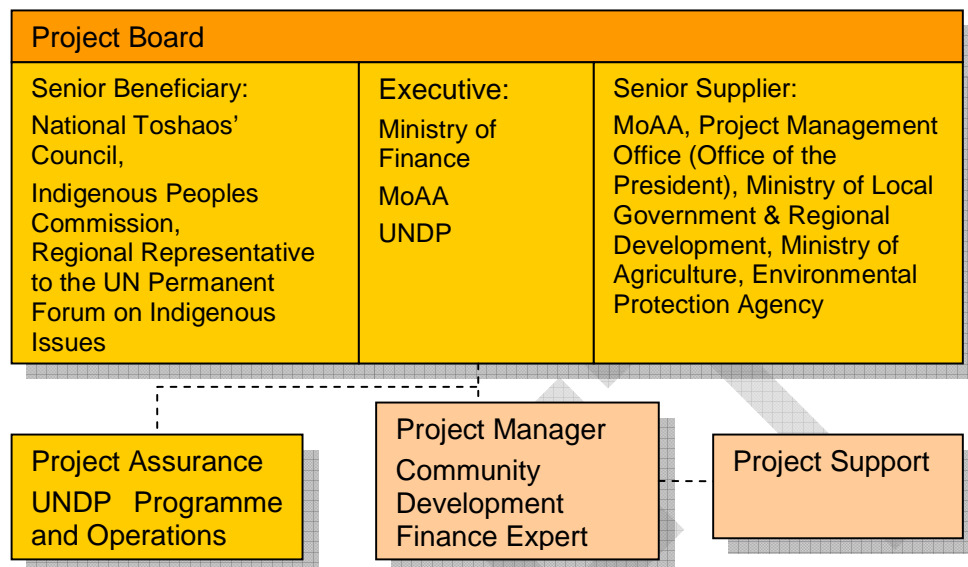 Project Board
Senior Beneficiary:
National Toshaos’
Council,
Indigenous Peoples
Commission,
Regional Representative
to the UN Permanent
Forum on Indigenous
Issues
Executive:
Ministry of
Finance
MoAA
UNDP
Senior Supplier:
MoAA, Project Management
Office (Office of the
President), Ministry of Local
Government & Regional
Development, Ministry of
Agriculture, Environmental
Protection Agency
Project Assurance
UNDP Programme
and Operations
Project Manager
Community
Development
Finance Expert
Project Support